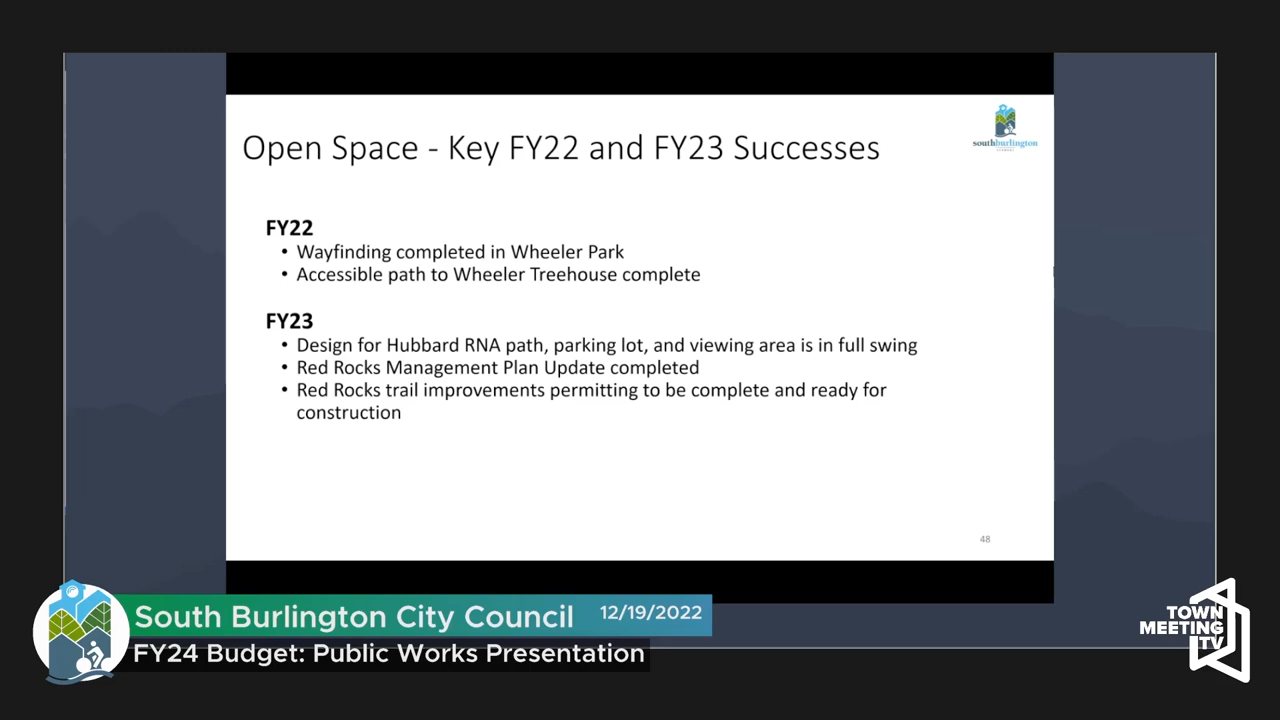 Open Space - Key FY22 and FY23 Successes
southburlington
FY22
• Wayfinding completed in Wheeler Park
• Accessible path to Wheeler Treehouse complete
FY23
• Design for Hubbard RNA path, parking lot, and viewing area is in full swing
• Red Rocks Management Plan Update completed
• Red Rocks trail improvements permitting to be complete and ready for
construction
48
South Burlington City Council 12/19/2022
FY24 Budget: Public Works Presentation
TOWN
MEETING
TV